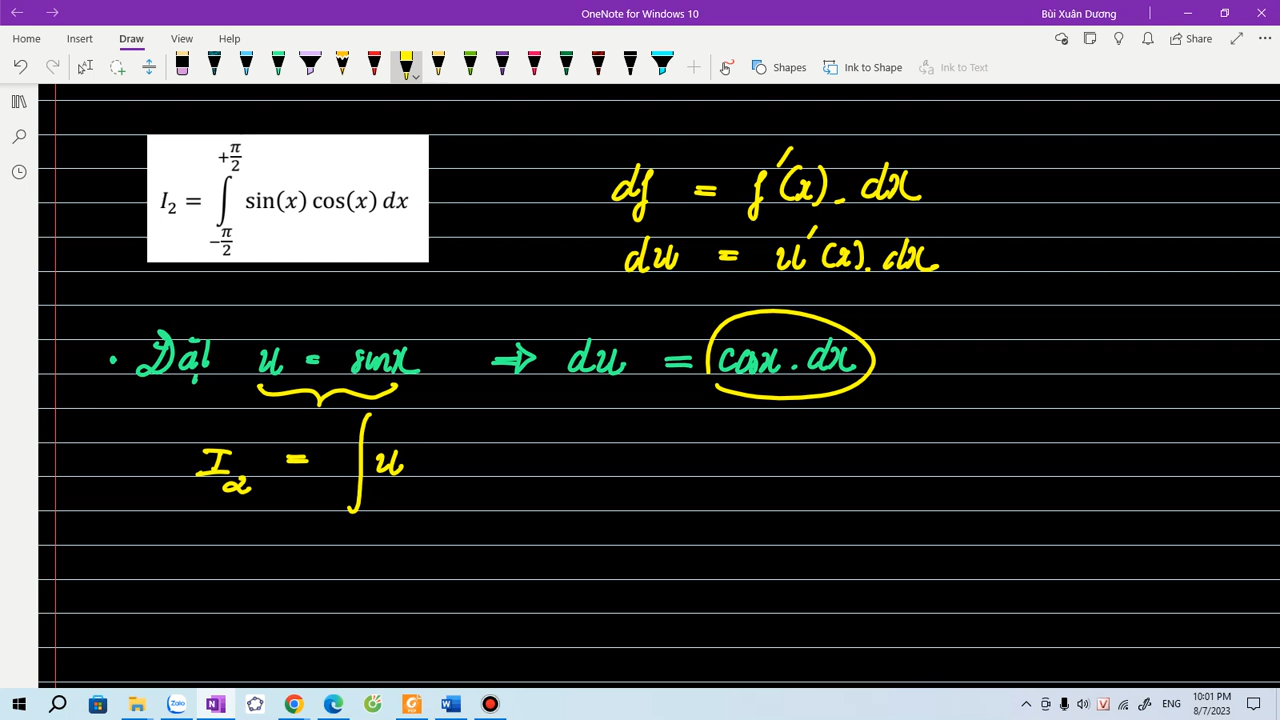 OneNote for Windows 10
Bùi Xuân Dương
Home Insert Draw View Help
Share
Shapes Ink to Shape Ink to Text
I₂ = ∫_{-π/2}^{+π/2} sin(x) cos(x) dx
df = f'(x). dx
du = u'(x). dx
. Đặt u = sinx ⇒ du = cosx . dx
I₂ = ∫ u
Zalo
ENG
10:01 PM
8/7/2023